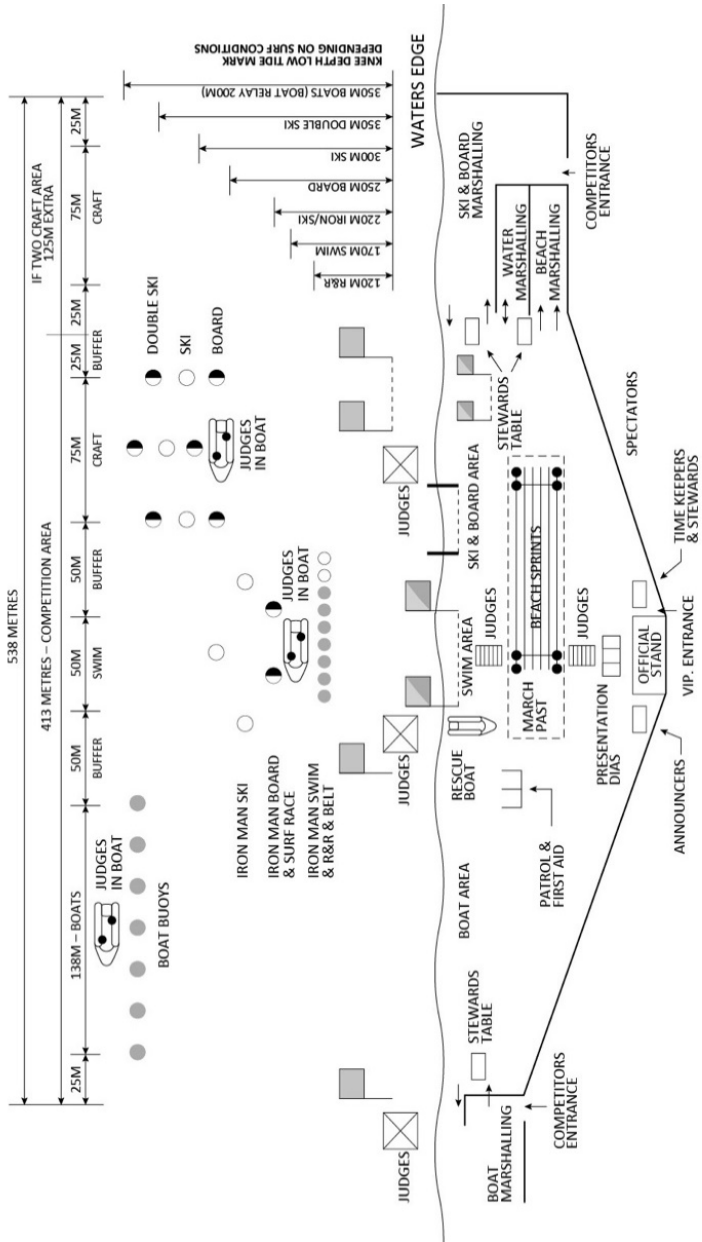 538 METRES
413 METRES – COMPETITION AREA
IF TWO CRAFT AREA
125M EXTRA
25M
138M – BOATS
50M
BUFFER
50M
SWIM
50M
BUFFER
75M
CRAFT
25M
BUFFER
25M
75M
CRAFT
25M
JUDGES
IN BOAT
BOAT BUOYS
IRON MAN SKI
IRON MAN BOARD
& SURF RACE
IRON MAN SWIM
& R&R & BELT
JUDGES
IN BOAT
JUDGES
IN BOAT
DOUBLE SKI
SKI
BOARD
120M R&R
170M SWIM
220M IRON/SKI
250M BOARD
300M SKI
350M DOUBLE SKI
350M BOATS (BOAT RELAY 200M)
KNEE DEPTH LOW TIDE MARK
DEPENDING ON SURF CONDITIONS
JUDGES
JUDGES
JUDGES
WATERS EDGE
BOAT AREA
SWIM AREA
SKI & BOARD AREA
RESCUE
BOAT
JUDGES
STEWARDS
TABLE
STEWARDS
TABLE
SKI & BOARD
MARSHALLING
WATER
MARSHALLING
BEACH
MARSHALLING
BOAT
MARSHALLING
COMPETITORS
ENTRANCE
PATROL &
FIRST AID
MARCH
PAST
BEACH SPRINTS
JUDGES
PRESENTATION
DIAS
COMPETITORS
ENTRANCE
SPECTATORS
ANNOUNCERS
OFFICIAL
STAND
VIP. ENTRANCE
TIME KEEPERS
& STEWARDS